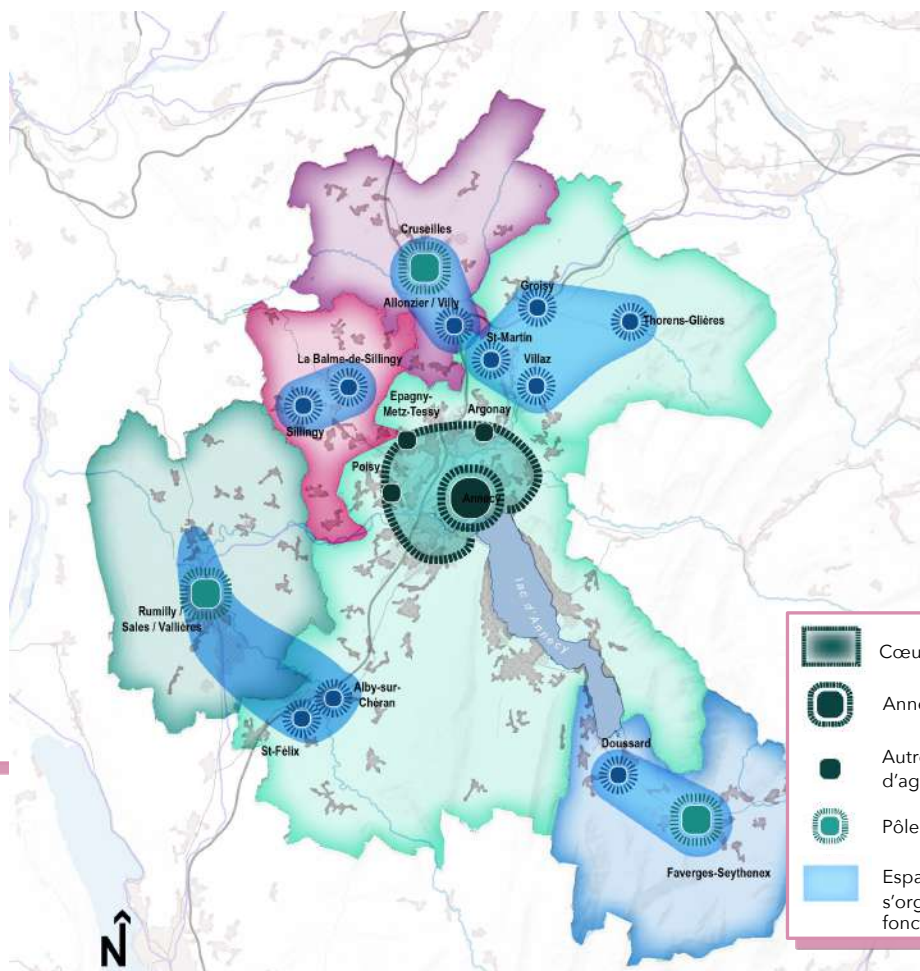 Cruseilles
Allonzier / Villy
Groisy
Thorens-Glières
St-Martin
Villaz
La Balme-de-Sillingy
Sillingy
Epagny-
Metz-Tessy
Argonay
Poisy
Annecy
lac d'Annecy
Rumilly /
Sales / Vallières
Alby-sur-
Chéran
St-Félix
Doussard
Faverges-Seythenex
N
Cœu
Anne
Autre
d'ag
Pôle
Espa
s'org
fonc